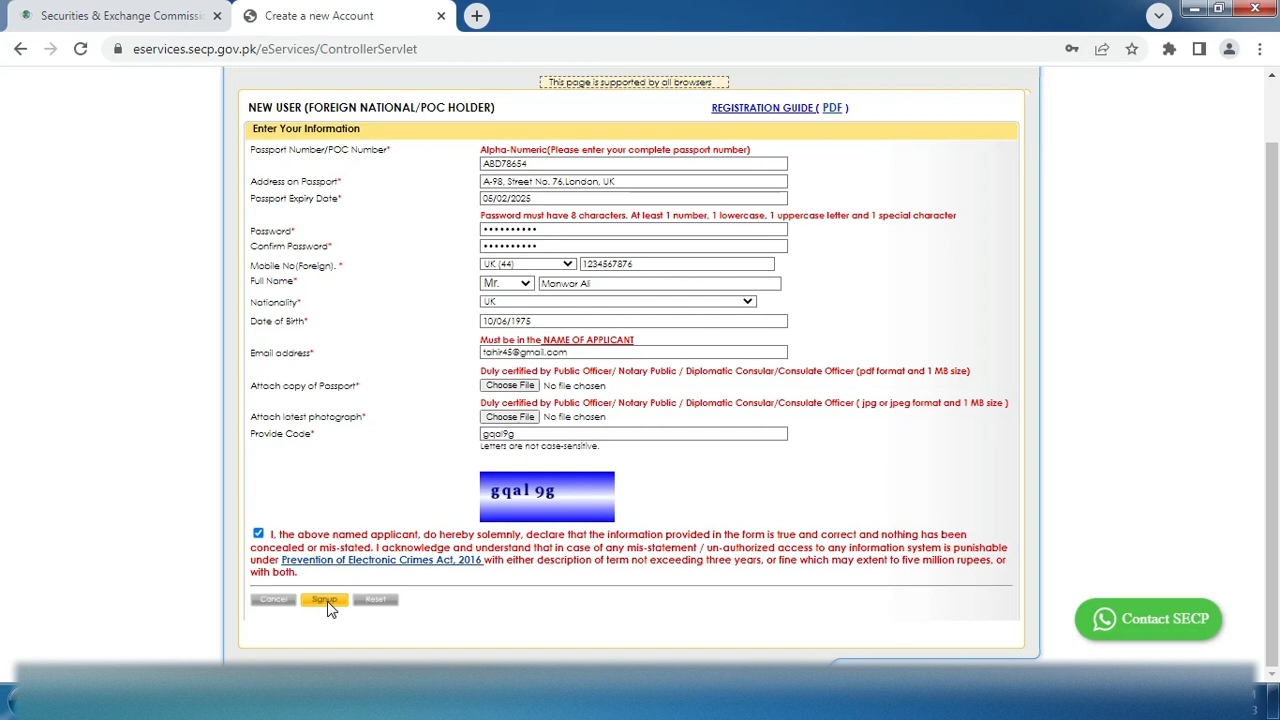 Securities & Exchange Commissi
Create a new Account
eservices.secp.gov.pk/eServices/ControllerServlet
This page is supported by all browsers
NEW USER (FOREIGN NATIONAL/POC HOLDER)
REGISTRATION GUIDE ( PDF )
Enter Your Information
Passport Number/POC Number*
Alpha-Numeric(Please enter your complete passport number)
ABD78654
Address on Passport* A-98, Street No. 76,London, UK
Passport Expiry Date* 05/02/2025
Password must have 8 characters. At least 1 number, 1 lowercase, 1 uppercase letter and 1 special character
Password* ••••••••••
Confirm Password* ••••••••••
Mobile No(Foreign). * UK (44) 1234567876
Full Name* Mr. Manwar Ali
Nationality* UK
Date of Birth* 10/06/1975
Must be in the NAME OF APPLICANT
Email address* tahir45@gmail.com
Duly certified by Public Officer/ Notary Public / Diplomatic Consular/Consulate Officer (pdf format and 1 MB size)
Attach copy of Passport* Choose File No file chosen
Duly certified by Public Officer/ Notary Public / Diplomatic Consular/Consulate Officer ( jpg or jpeg format and 1 MB size )
Attach latest photograph* Choose File No file chosen
Provide Code* gqal9g
Letters are not case-sensitive.
gqal9g
I, the above named applicant, do hereby solemnly, declare that the information provided in the form is true and correct and nothing has been
concealed or mis-stated. I acknowledge and understand that in case of any mis-statement / un-authorized access to any information system is punishable
under Prevention of Electronic Crimes Act, 2016 with either description of term not exceeding three years, or fine which may extend to five million rupees, or
with both.
Cancel Signup Reset
Contact SECP